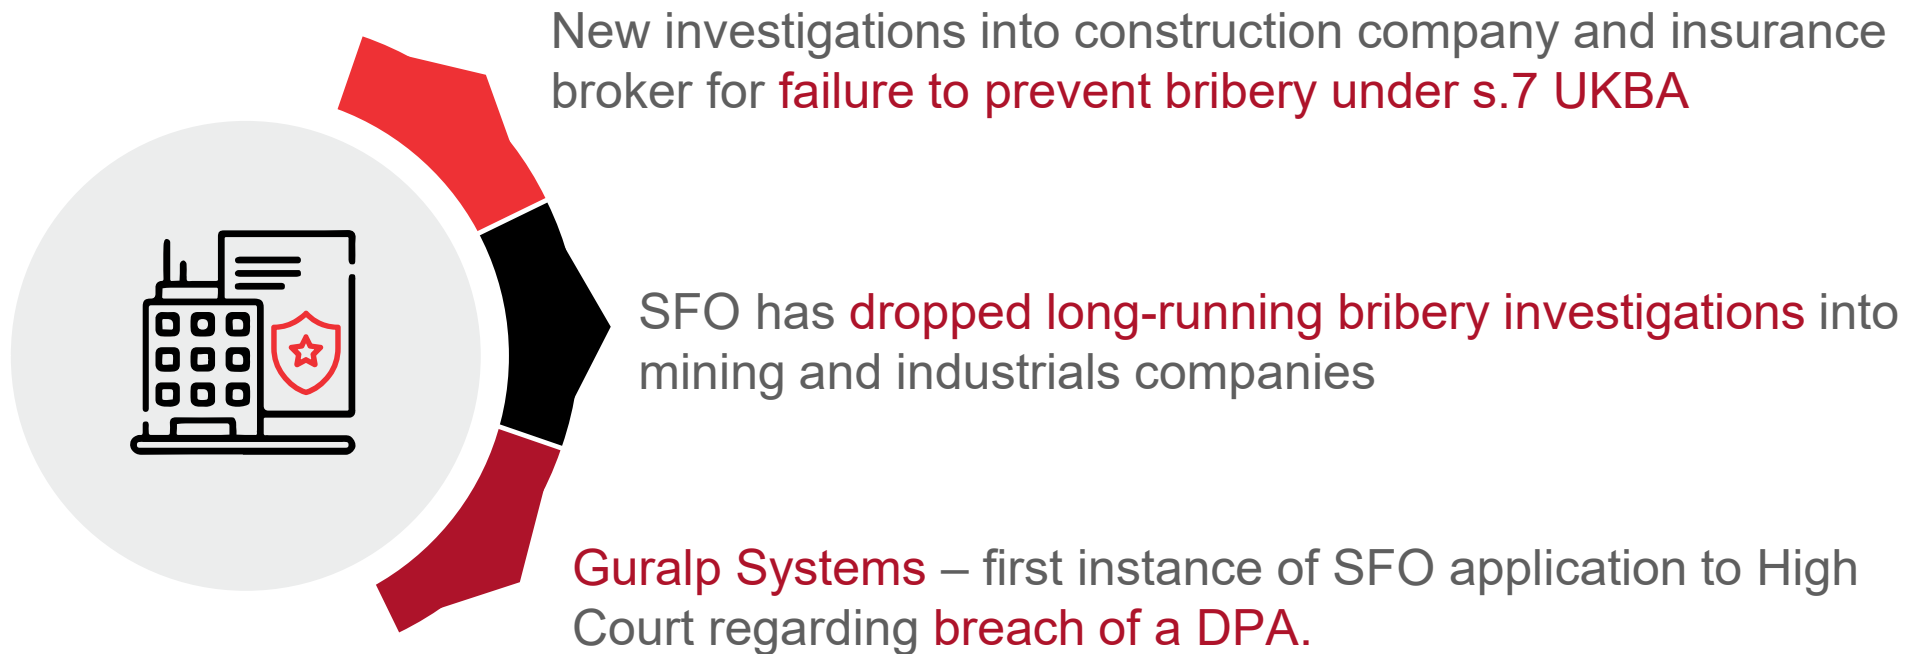 New investigations into construction company and insurance
broker for failure to prevent bribery under s.7 UKBA
SFO has dropped long-running bribery investigations into
mining and industrials companies
Guralp Systems – first instance of SFO application to High
Court regarding breach of a DPA.